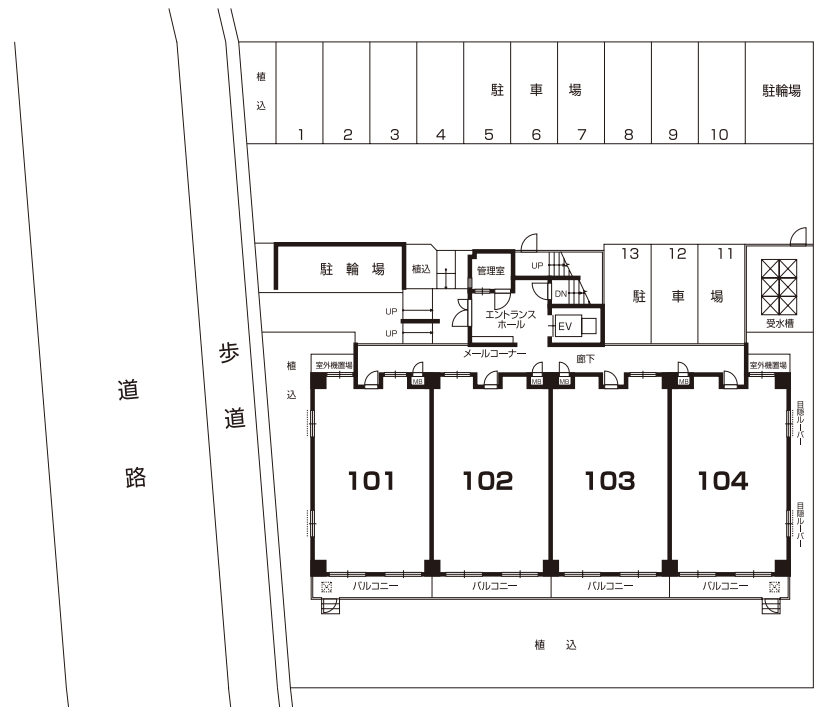 植込
駐車場
駐輪場
1 2 3 4 5 6 7 8 9 10
駐輪場
植込
管理室
UP
13 12 11
駐車場
DN
UP
エントランス
ホール
EV
受水槽
UP
メールコーナー
廊下
植込
室外機置場
室外機置場
MB MB MB MB
歩道
道路
目隠ルーバー
101 102 103 104
目隠ルーバー
バルコニー バルコニー バルコニー バルコニー
植込